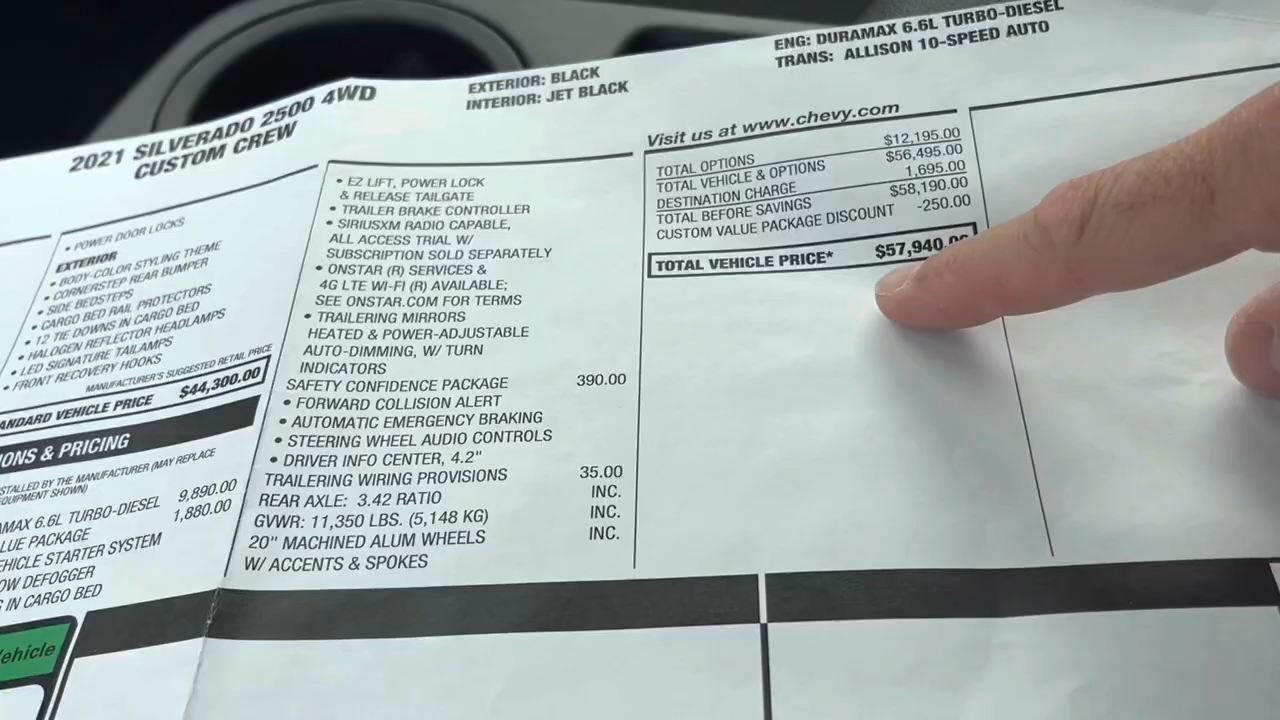 2021 SILVERADO 2500 4WD
CUSTOM CREW
EXTERIOR: BLACK
INTERIOR: JET BLACK
ENG: DURAMAX 6.6L TURBO-DIESEL
TRANS: ALLISON 10-SPEED AUTO
• POWER DOOR LOCKS
EXTERIOR
• BODY-COLOR STYLING THEME
• CORNERSTEP REAR BUMPER
• SIDE BEDSTEPS
• CARGO BED RAIL PROTECTORS
• 12 TIE DOWNS IN CARGO BED
• HALOGEN REFLECTOR HEADLAMPS
• LED SIGNATURE TAILAMPS
• FRONT RECOVERY HOOKS
MANUFACTURER'S SUGGESTED RETAIL PRICE
ANDARD VEHICLE PRICE $44,300.00
ONS & PRICING
STALLED BY THE MANUFACTURER (MAY REPLACE
EQUIPMENT SHOWN)
AMAX 6.6L TURBO-DIESEL 9,890.00
LUE PACKAGE 1,880.00
EHICLE STARTER SYSTEM
OW DEFOGGER
IN CARGO BED
ehicle
• EZ LIFT, POWER LOCK
& RELEASE TAILGATE
• TRAILER BRAKE CONTROLLER
• SIRIUSXM RADIO CAPABLE,
ALL ACCESS TRIAL W/
SUBSCRIPTION SOLD SEPARATELY
• ONSTAR (R) SERVICES &
4G LTE WI-FI (R) AVAILABLE;
SEE ONSTAR.COM FOR TERMS
• TRAILERING MIRRORS
HEATED & POWER-ADJUSTABLE
AUTO-DIMMING, W/ TURN
INDICATORS
SAFETY CONFIDENCE PACKAGE 390.00
• FORWARD COLLISION ALERT
• AUTOMATIC EMERGENCY BRAKING
• STEERING WHEEL AUDIO CONTROLS
• DRIVER INFO CENTER, 4.2"
TRAILERING WIRING PROVISIONS 35.00
REAR AXLE: 3.42 RATIO INC.
GVWR: 11,350 LBS. (5,148 KG) INC.
20" MACHINED ALUM WHEELS INC.
W/ ACCENTS & SPOKES
Visit us at www.chevy.com
TOTAL OPTIONS $12,195.00
TOTAL VEHICLE & OPTIONS $56,495.00
DESTINATION CHARGE 1,695.00
TOTAL BEFORE SAVINGS $58,190.00
CUSTOM VALUE PACKAGE DISCOUNT -250.00
TOTAL VEHICLE PRICE* $57,940.00